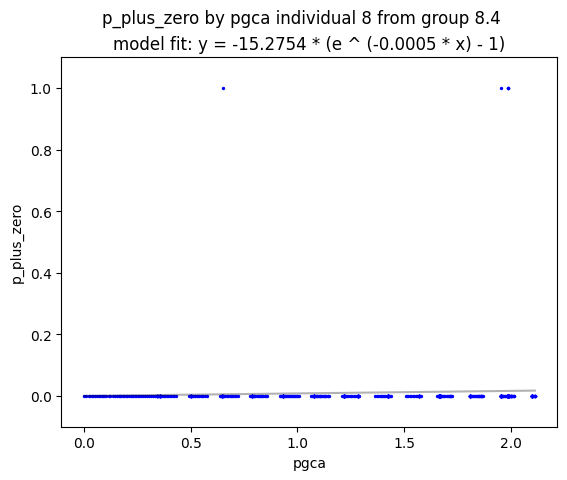 p_plus_zero by pgca individual 8 from group 8.4
model fit: y = -15.2754 * (e ^ (-0.0005 * x) - 1)
1.0
0.8
0.6
0.4
0.2
0.0
p_plus_zero
0.0 0.5 1.0 1.5 2.0
pgca